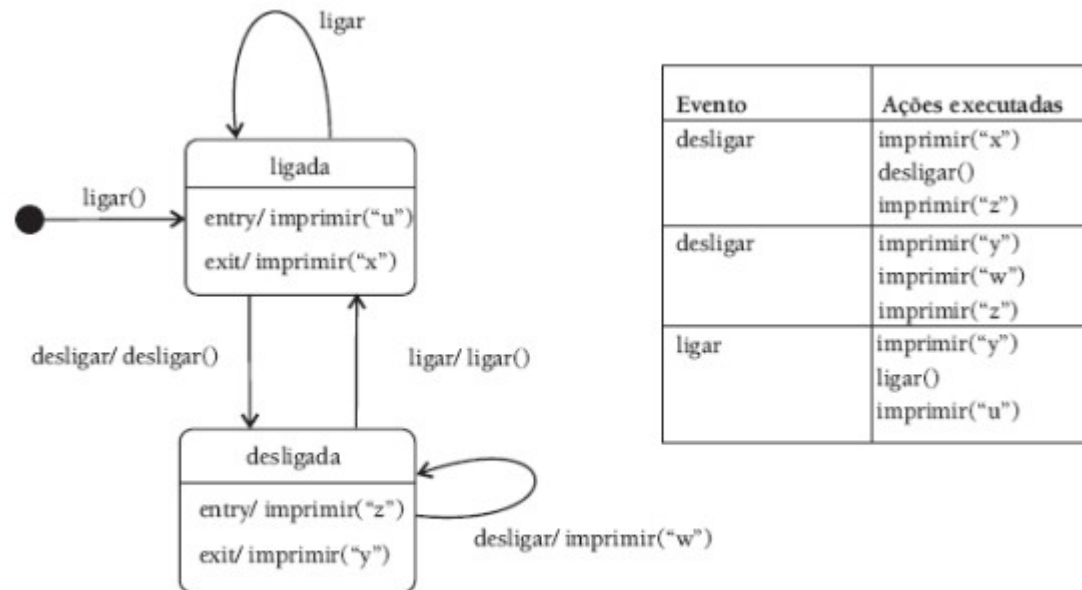 ligar
ligada
ligar()
entry/ imprimir(“u”)
exit/ imprimir(“x”)
desligar/ desligar()
ligar/ ligar()
desligada
entry/ imprimir(“z”)
exit/ imprimir(“y”)
desligar/ imprimir(“w”)
Evento Ações executadas
desligar imprimir(“x”)
desligar()
imprimir(“z”)
desligar imprimir(“y”)
imprimir(“w”)
imprimir(“z”)
ligar imprimir(“y”)
ligar()
imprimir(“u”)